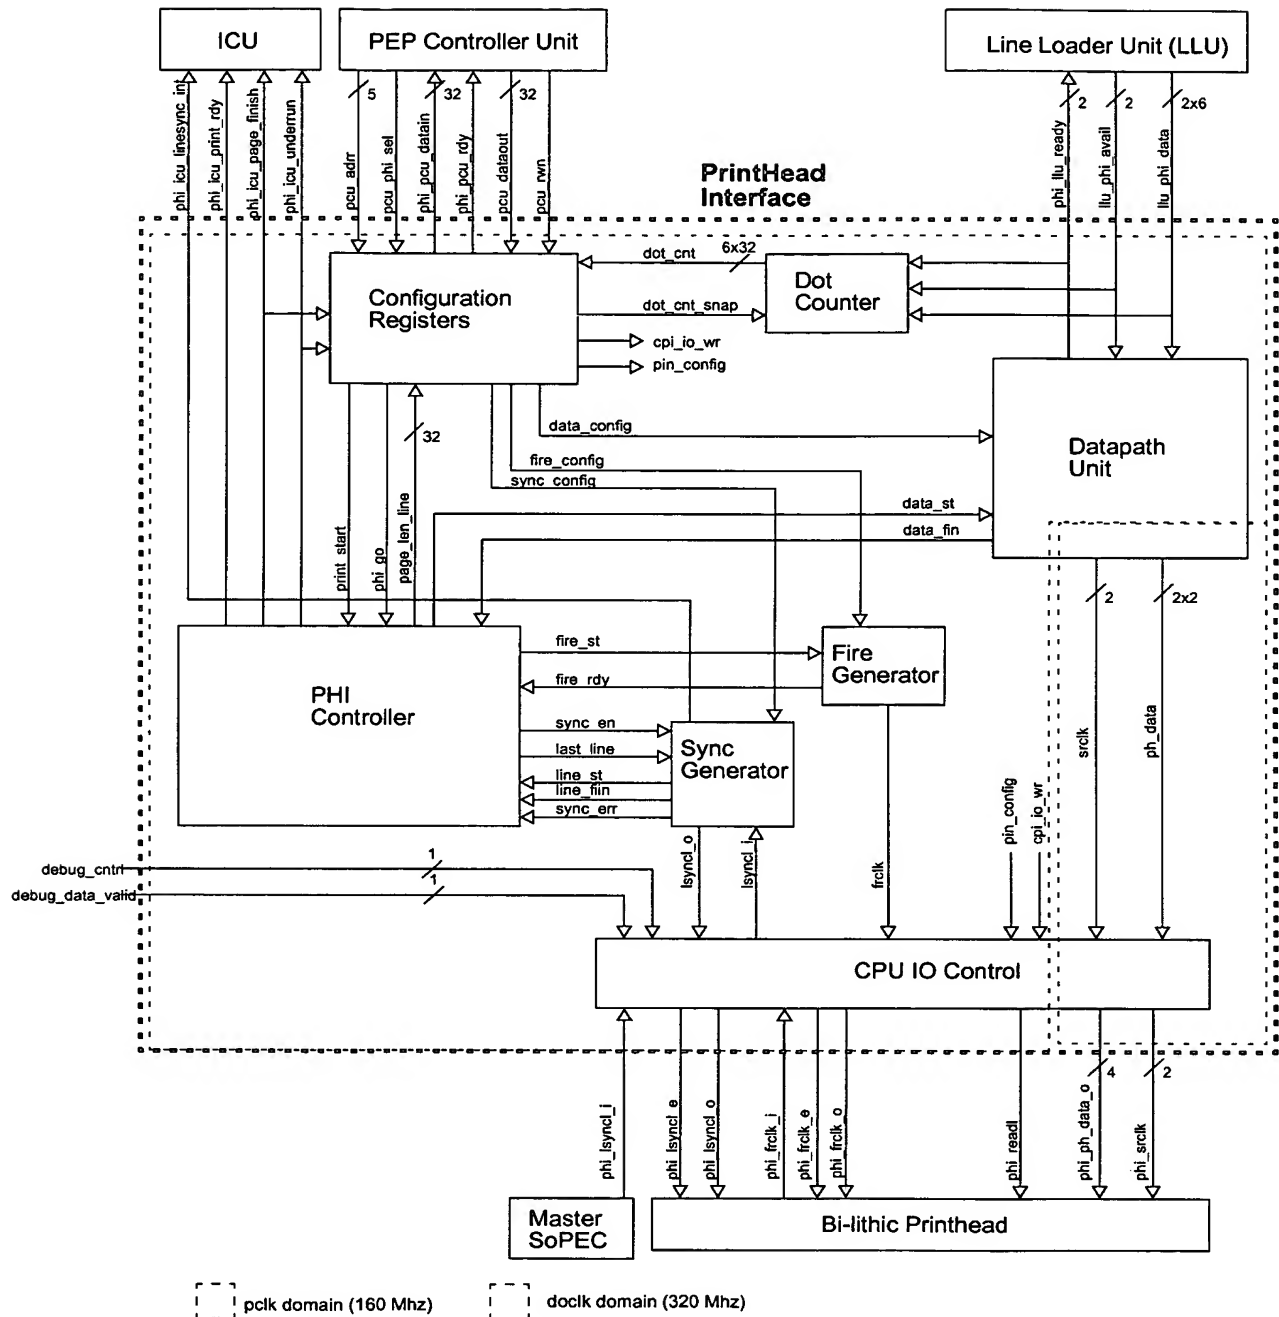 ICU
PEP Controller Unit
Line Loader Unit (LLU)
phi_icu_linesync_int
phi_icu_print_rdy
phi_icu_page_finish
phi_icu_underrun
5
32
32
pcu_adrr
pcu_phi_sel
phi_pcu_datain
phi_pcu_rdy
pcu_dataout
pcu_rwn
2
2
2x6
phi_llu_ready
llu_phi_avail
llu_phi_data
PrintHead
Interface
Configuration
Registers
dot_cnt
6x32
dot_cnt_snap
cpi_io_wr
pin_config
Dot
Counter
32
data_config
fire_config
sync_config
Datapath
Unit
data_st
data_fin
print_start
phi_go
page_len_line
2
2x2
PHI
Controller
fire_st
fire_rdy
Fire
Generator
sync_en
last_line
line_st
line_fiin
sync_err
Sync
Generator
srclk
ph_data
pin_config
cpi_io_wr
lsyncl_o
lsyncl_i
frclk
debug_cntrl
1
debug_data_valid
1
CPU IO Control
4
2
phi_lsyncl_i
phi_lsyncl_e
phi_lsyncl_o
phi_frclk_i
phi_frclk_e
phi_frclk_o
phi_readl
phi_ph_data_o
phi_srclk
Master
SoPEC
Bi-lithic Printhead
pclk domain (160 Mhz)
doclk domain (320 Mhz)